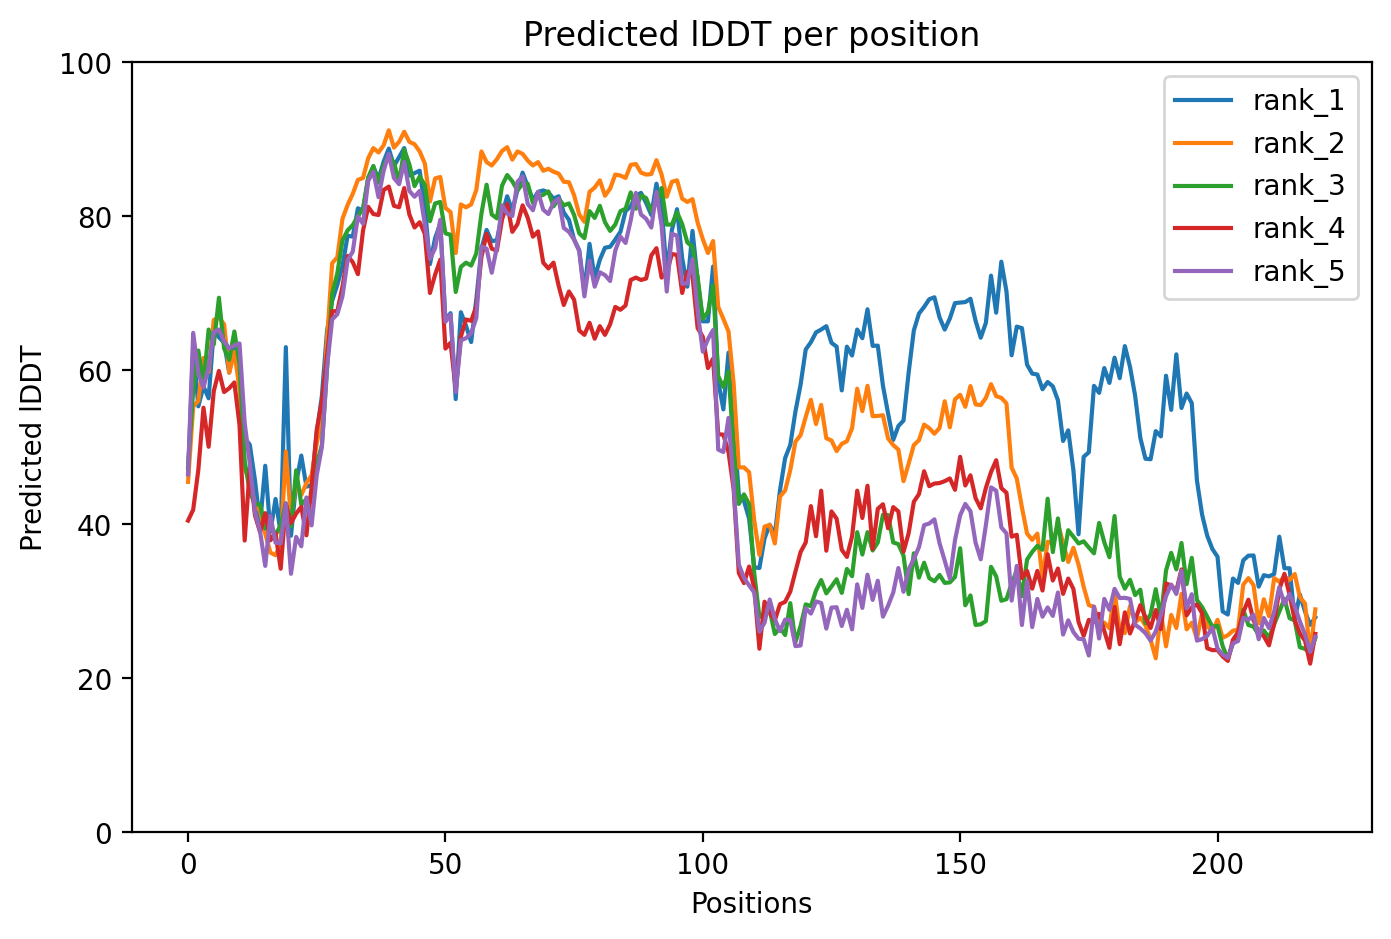 Predicted lDDT per position
100
80
60
40
20
0
Predicted lDDT
0 50 100 150 200
Positions
rank_1
rank_2
rank_3
rank_4
rank_5